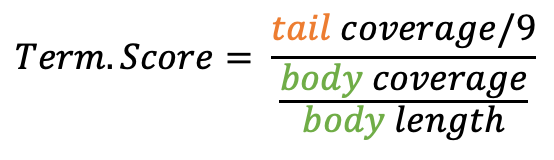 Term. Score = tail coverage/9
body coverage
body length